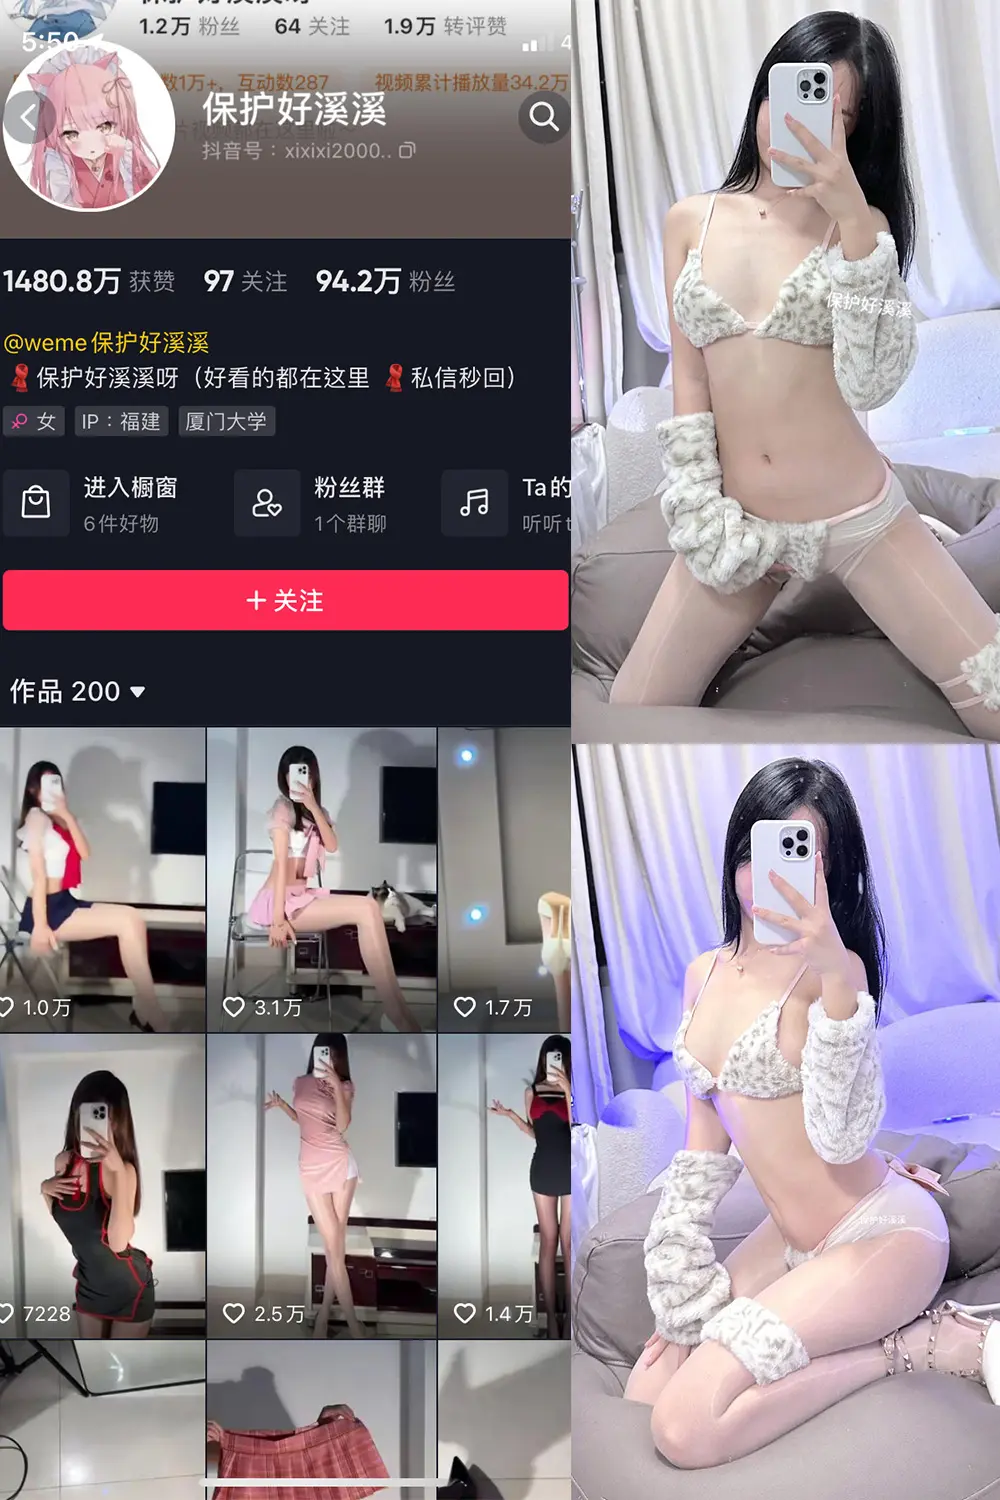 1.2万 粉丝 64 关注 1.9万 转评赞
5:50
数1万+，互动数287 视频累计播放量34.2万
保护好溪溪
抖音号：xixixi2000..
1480.8万 获赞 97 关注 94.2万 粉丝
@weme保护好溪溪
保护好溪溪呀（好看的都在这里 私信秒回）
女 IP：福建 厦门大学
进入橱窗
6件好物
粉丝群
1个群聊
Ta的
听听
+ 关注
作品 200
1.0万
3.1万
1.7万
7228
2.5万
1.4万
保护好溪溪
保护好溪溪